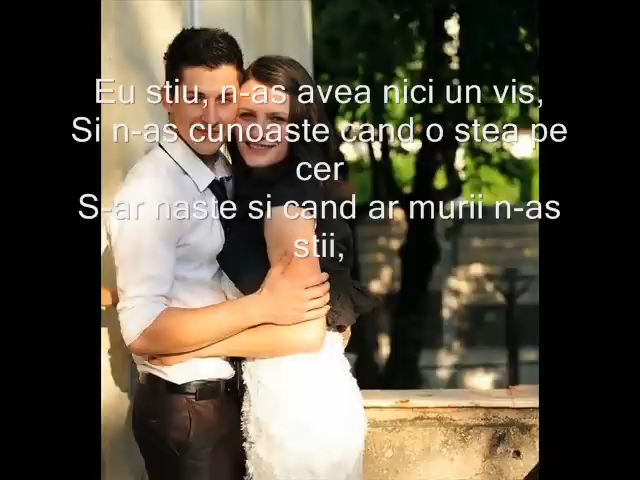 Eu stiu, n-as avea nici un vis,
Si n-as cunoaste cand o stea pe
cer
S-ar naste si cand ar murii n-as
stii,